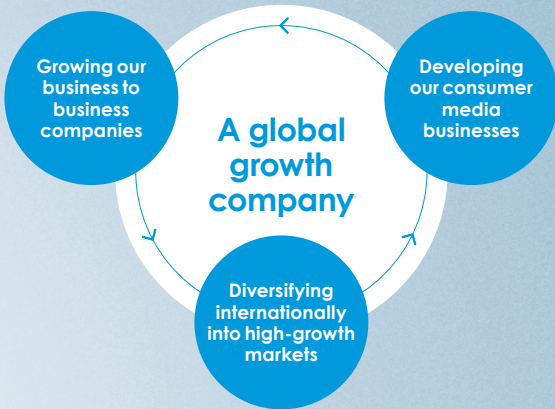 Growing our
business to
business
companies
Developing
our consumer
media
businesses
A global
growth
company
Diversifying
internationally
into high-growth
markets